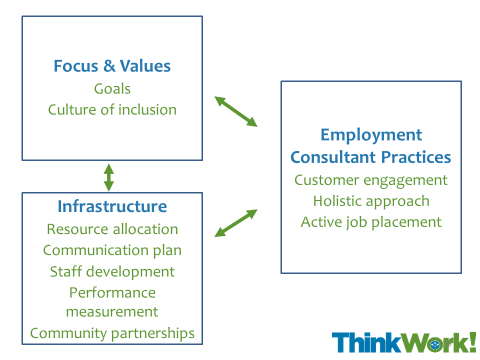 Focus & Values
Goals
Culture of inclusion
Infrastructure
Resource allocation
Communication plan
Staff development
Performance
measurement
Community partnerships
Employment
Consultant Practices
Customer engagement
Holistic approach
Active job placement
ThinkWork!